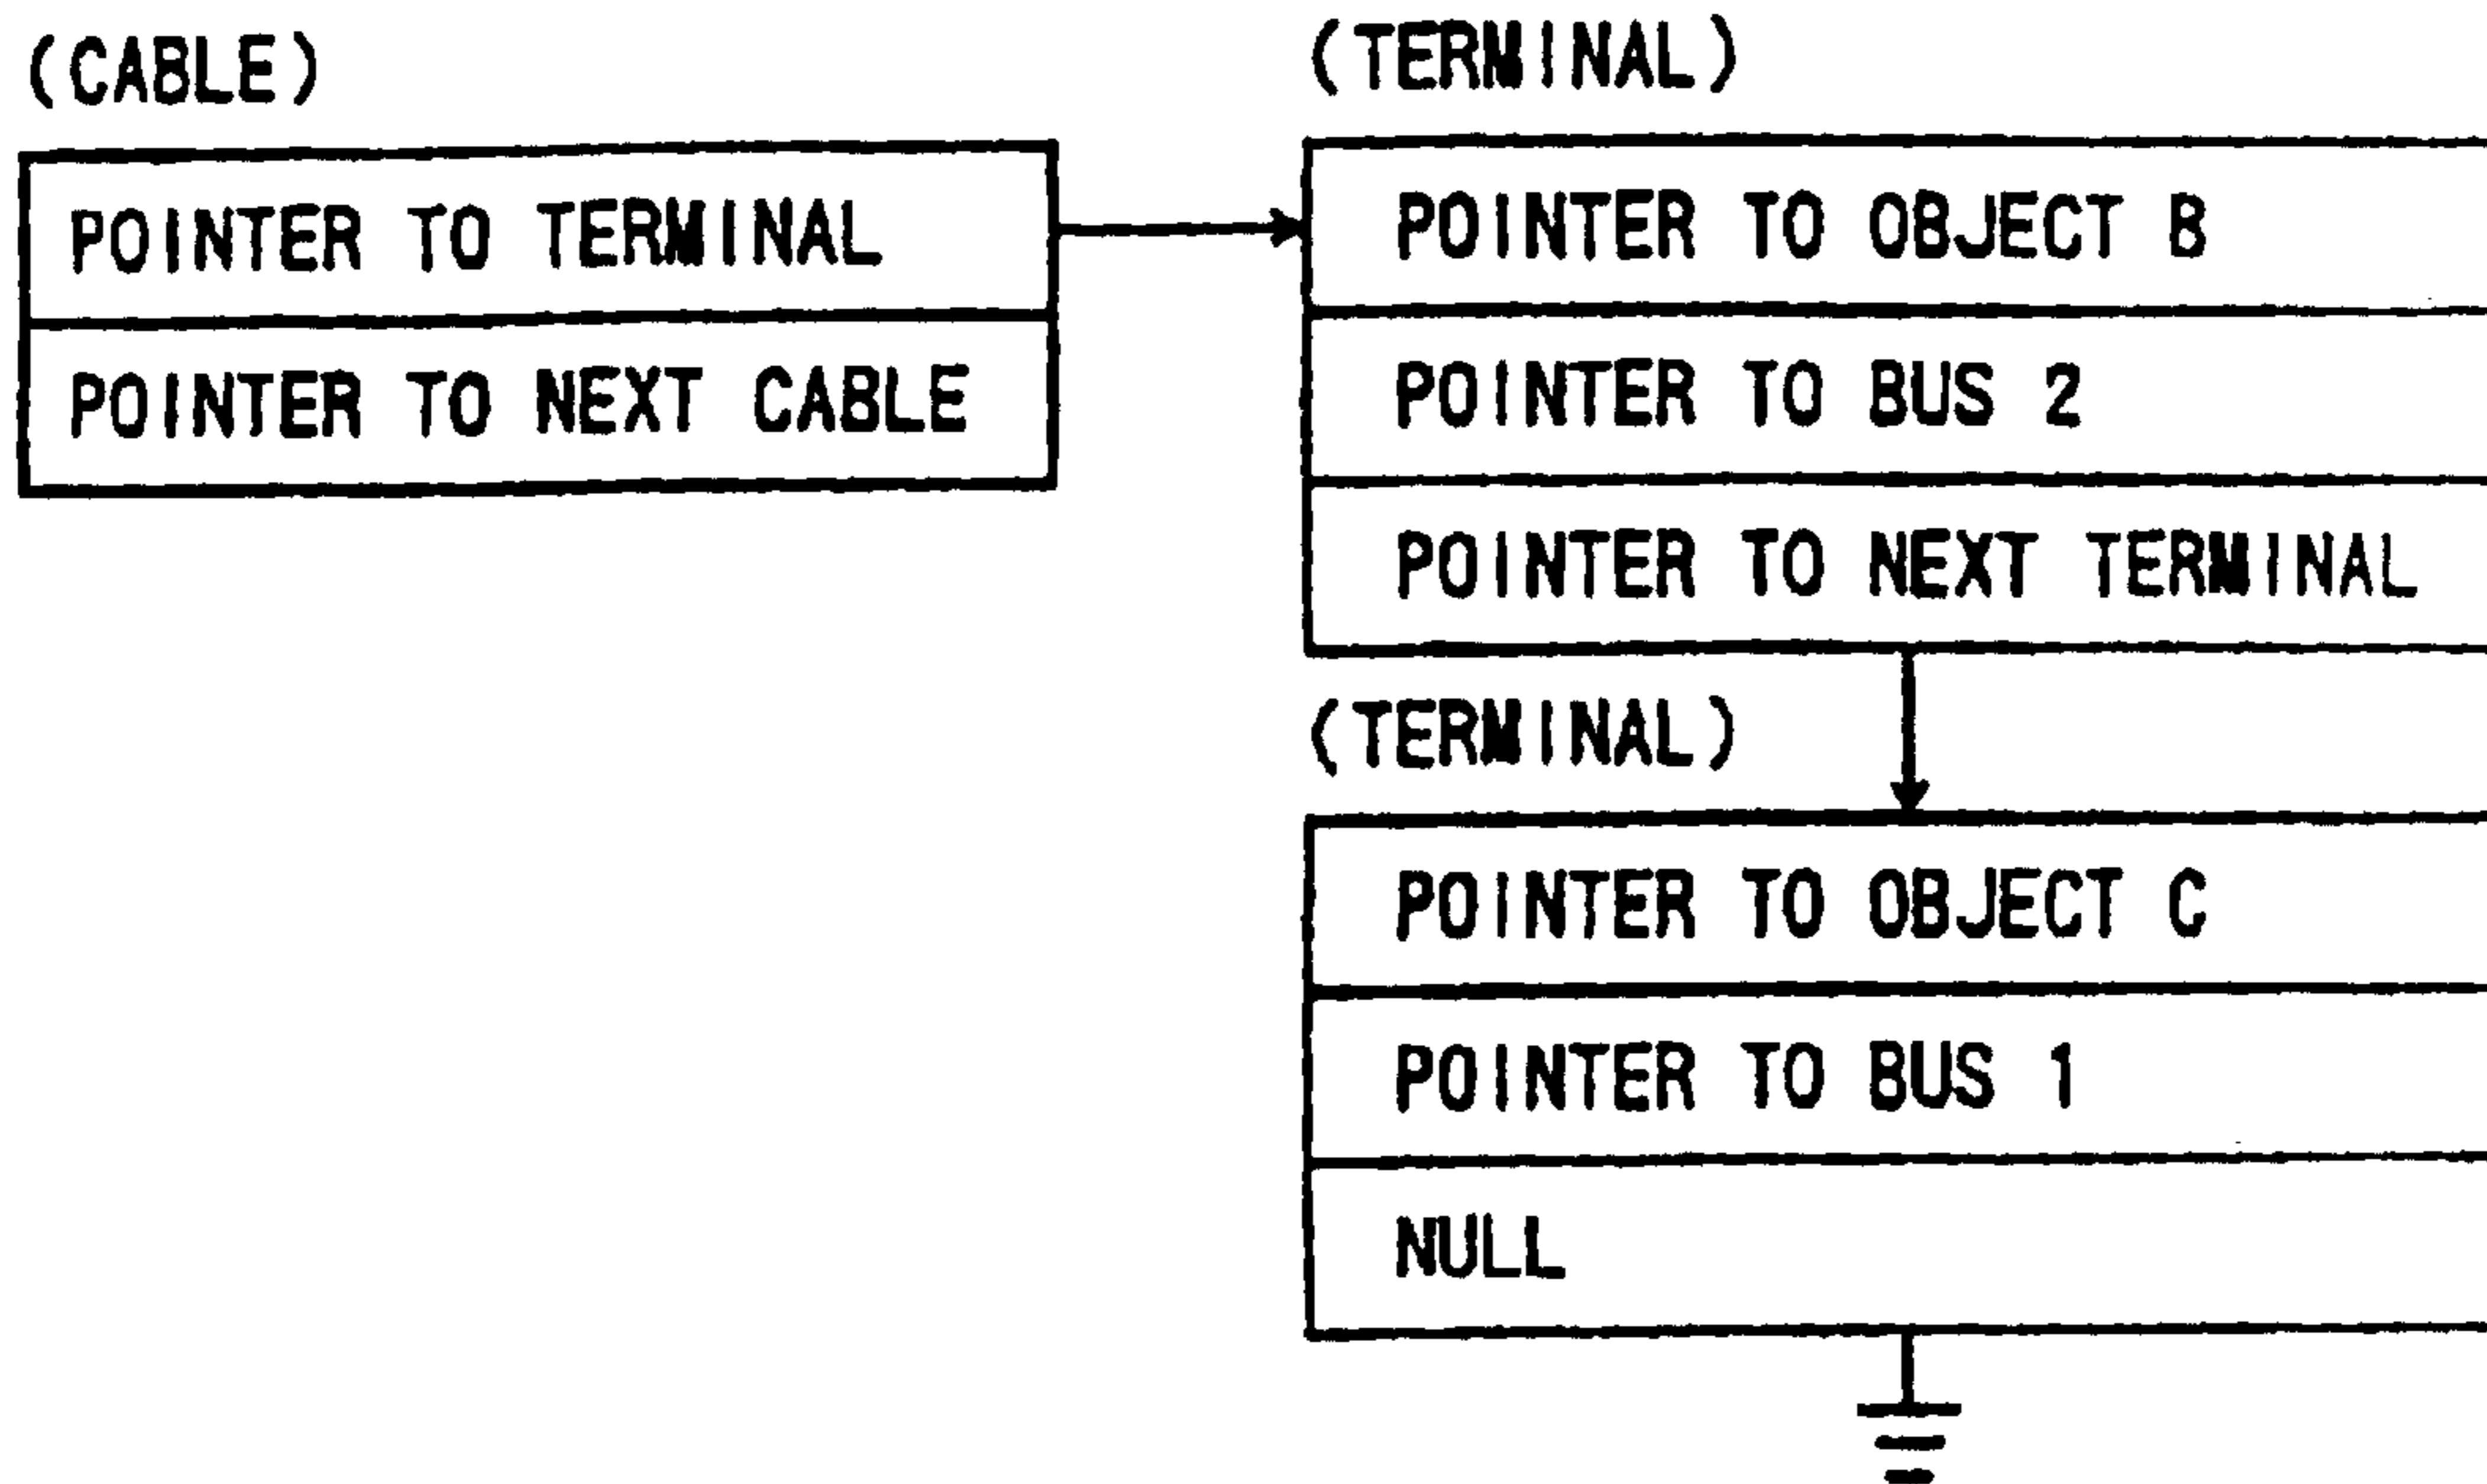 (CABLE)
POINTER TO TERMINAL
POINTER TO NEXT CABLE
(TERMINAL)
POINTER TO OBJECT B
POINTER TO BUS 2
POINTER TO NEXT TERMINAL
(TERMINAL)
POINTER TO OBJECT C
POINTER TO BUS 1
NULL